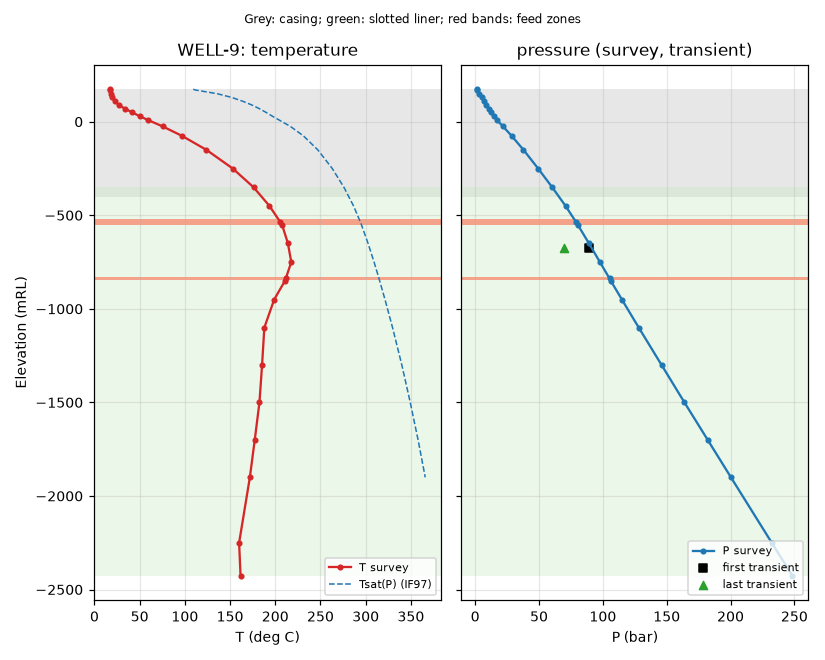 Grey: casing; green: slotted liner; red bands: feed zones
WELL-9: temperature
pressure (survey, transient)
Elevation (mRL)
0
−500
−1000
−1500
−2000
−2500
T survey
Tsat(P) (IF97)
P survey
first transient
last transient
0 50 100 150 200 250 300 350
0 50 100 150 200 250
T (deg C)
P (bar)